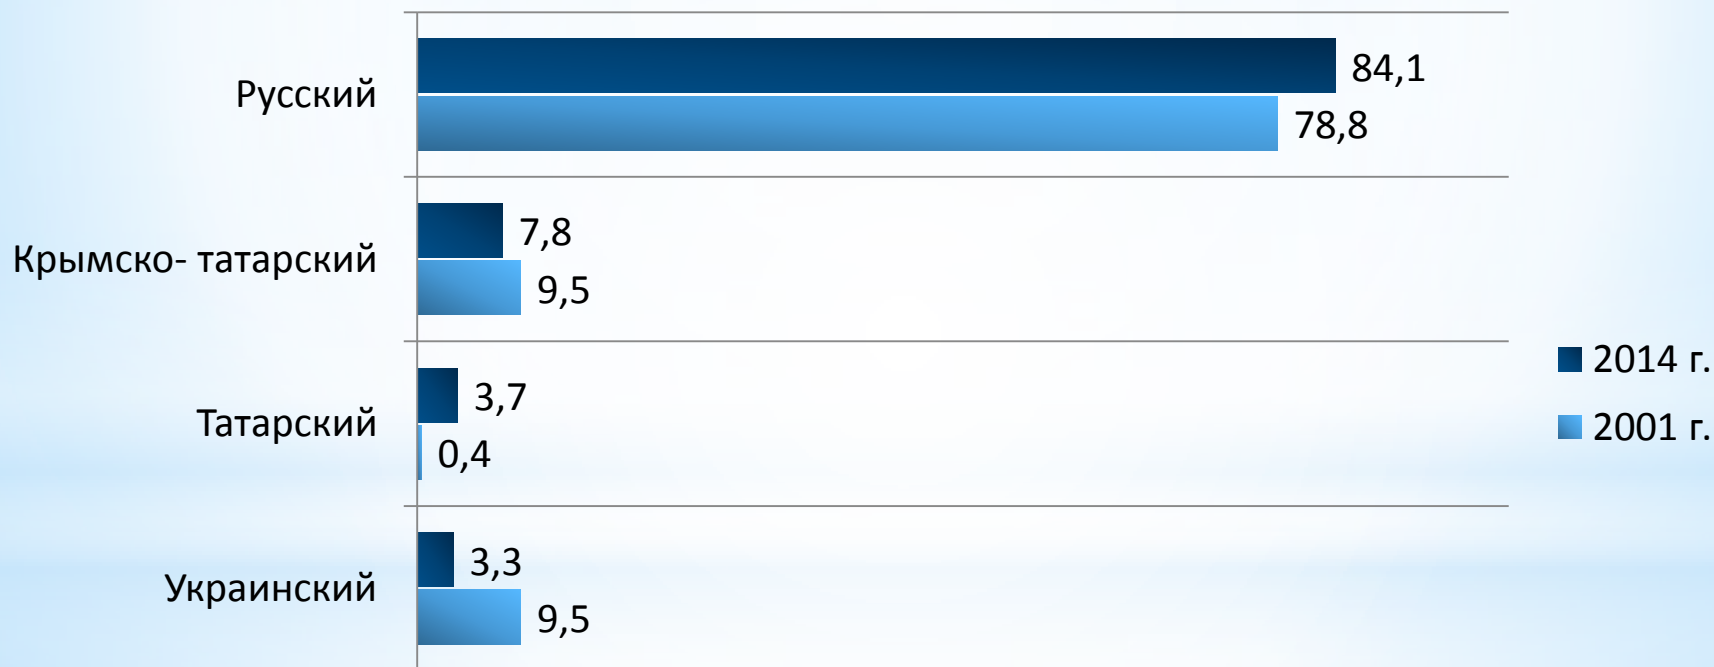 Русский
84,1
78,8
Крымско- татарский
7,8
9,5
Татарский
3,7
0,4
Украинский
3,3
9,5
2014 г.
2001 г.